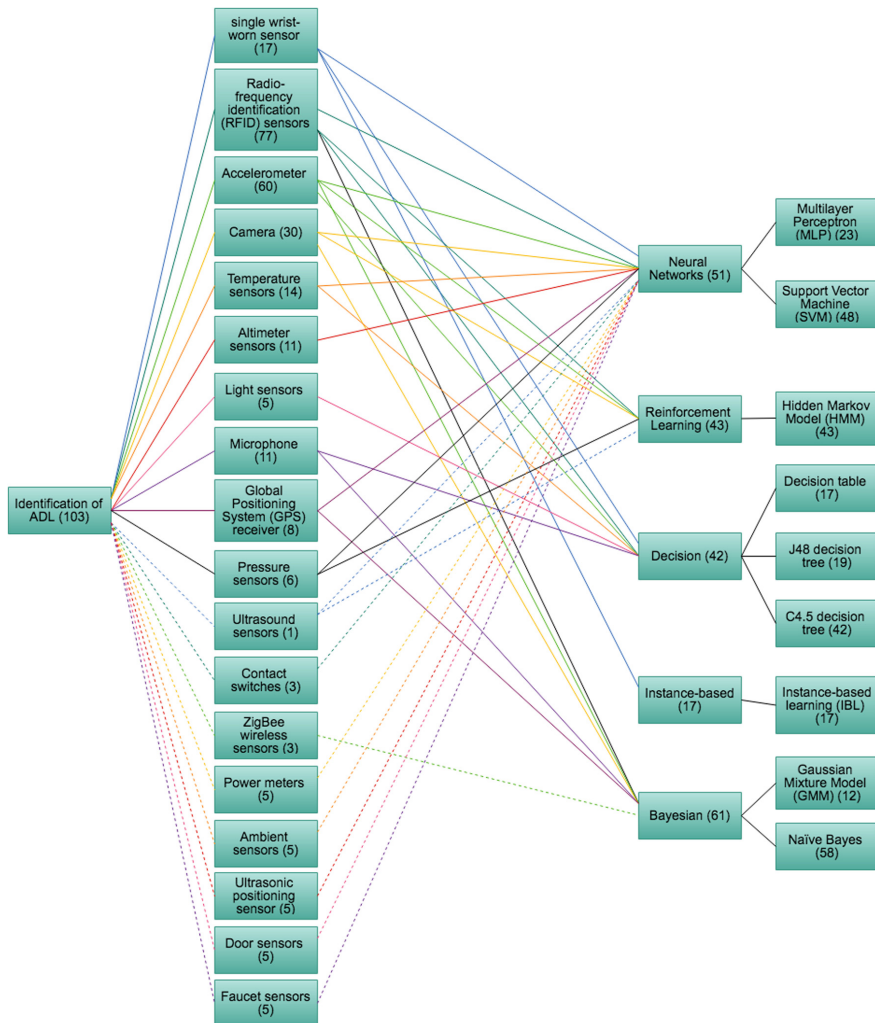 single wrist-
worn sensor
(17)
Radio-
frequency
identification
(RFID) sensors
(77)
Accelerometer
(60)
Camera (30)
Temperature
sensors (14)
Altimeter
sensors (11)
Light sensors
(5)
Microphone
(11)
Global
Positioning
System (GPS)
receiver (8)
Pressure
sensors (6)
Ultrasound
sensors (1)
Contact
switches (3)
ZigBee
wireless
sensors (3)
Power meters
(5)
Ambient
sensors (5)
Ultrasonic
positioning
sensor (5)
Door sensors
(5)
Faucet sensors
(5)
Identification of
ADL (103)
Neural
Networks (51)
Reinforcement
Learning (43)
Decision (42)
Instance-based
(17)
Bayesian (61)
Multilayer
Perceptron
(MLP) (23)
Support Vector
Machine
(SVM) (48)
Hidden Markov
Model (HMM)
(43)
Decision table
(17)
J48 decision
tree (19)
C4.5 decision
tree (42)
Instance-based
learning (IBL)
(17)
Gaussian
Mixture Model
(GMM) (12)
Naïve Bayes
(58)